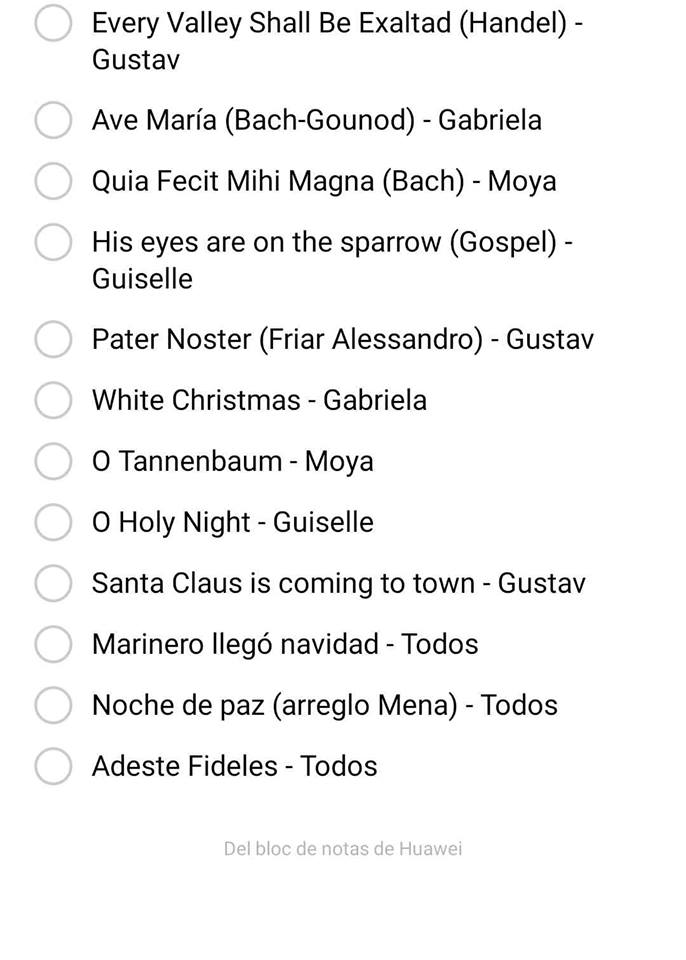 Every Valley Shall Be Exaltad (Handel) -
Gustav
Ave María (Bach-Gounod) - Gabriela
Quia Fecit Mihi Magna (Bach) - Moya
His eyes are on the sparrow (Gospel) -
Guiselle
Pater Noster (Friar Alessandro) - Gustav
White Christmas - Gabriela
O Tannenbaum - Moya
O Holy Night - Guiselle
Santa Claus is coming to town - Gustav
Marinero llegó navidad - Todos
Noche de paz (arreglo Mena) - Todos
Adeste Fideles - Todos
Del bloc de notas de Huawei